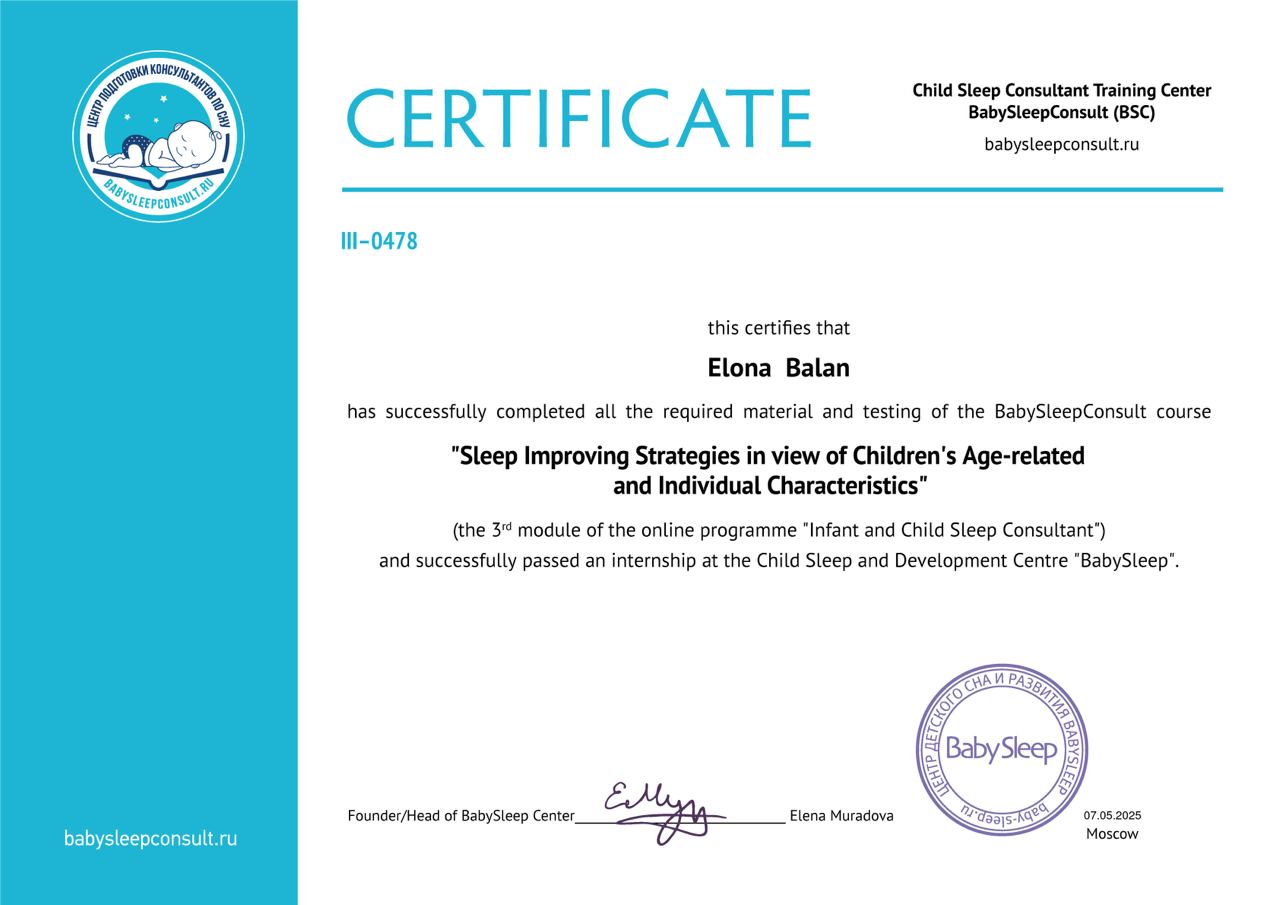 ЦЕНТР ПОДГОТОВКИ КОНСУЛЬТАНТОВ ПО СНУ
BABYSLEEPCONSULT.RU
CERTIFICATE
Child Sleep Consultant Training Center
BabySleepConsult (BSC)
babysleepconsult.ru
III–0478
this certifies that
Elona Balan
has successfully completed all the required material and testing of the BabySleepConsult course
"Sleep Improving Strategies in view of Children's Age-related
and Individual Characteristics"
(the 3rd module of the online programme "Infant and Child Sleep Consultant")
and successfully passed an internship at the Child Sleep and Development Centre "BabySleep".
ЦЕНТР ДЕТСКОГО СНА И РАЗВИТИЯ BABYSLEEP
BabySleep
baby-sleep.ru
Founder/Head of BabySleep Center Elena Muradova
07.05.2025
Moscow
babysleepconsult.ru